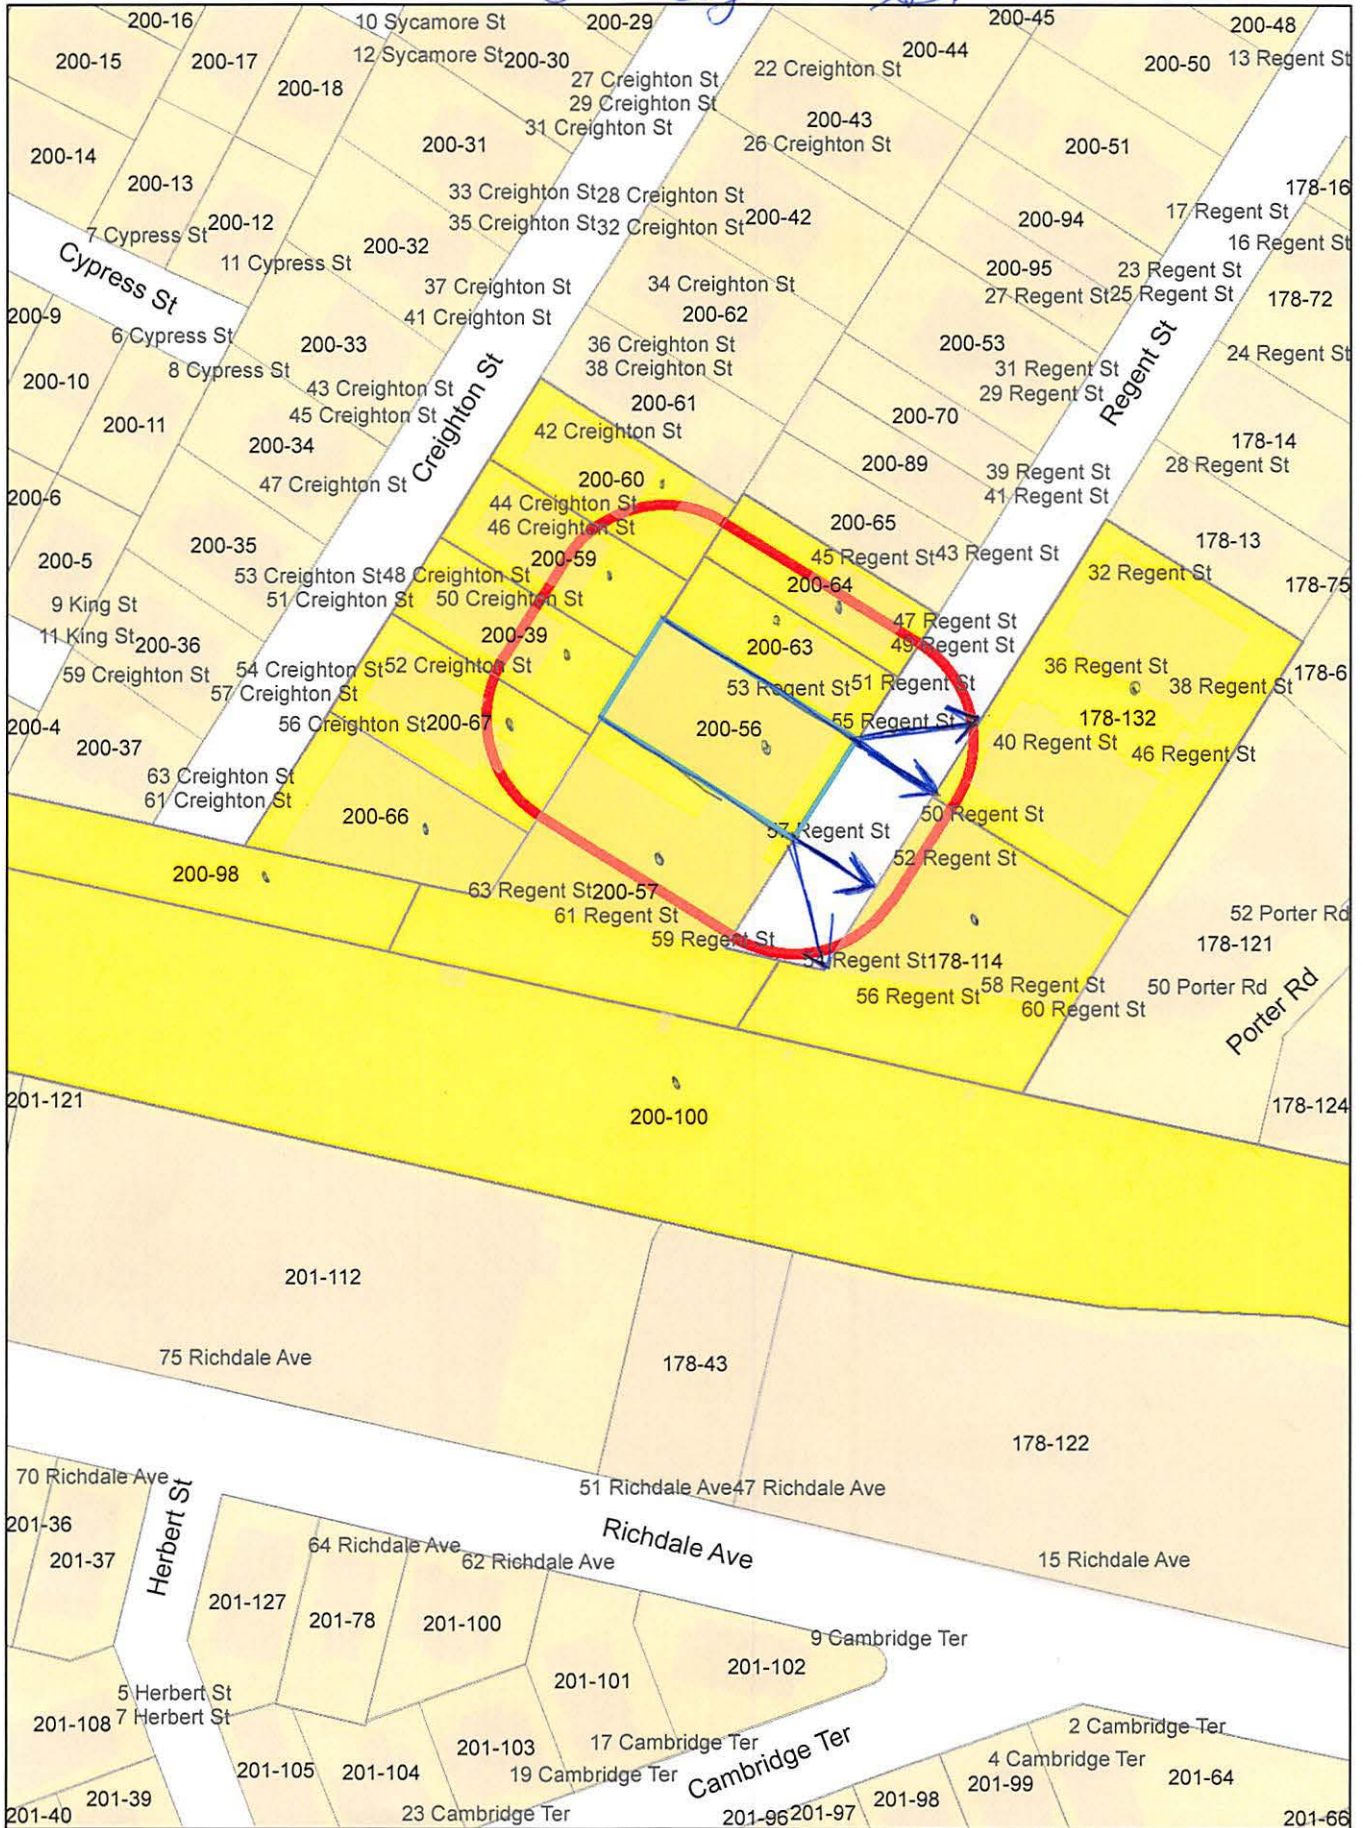 200-16
10 Sycamore St
200-29
200-45
200-48
200-15
200-17
12 Sycamore St
200-30
22 Creighton St
200-44
200-50
13 Regent St
200-18
27 Creighton St
29 Creighton St
31 Creighton St
200-43
26 Creighton St
200-14
200-31
200-51
200-13
33 Creighton St
28 Creighton St
178-16
7 Cypress St
200-12
35 Creighton St
32 Creighton St
200-42
200-94
17 Regent St
11 Cypress St
200-32
16 Regent St
Cypress St
37 Creighton St
34 Creighton St
200-95
23 Regent St
27 Regent St
25 Regent St
178-72
200-9
41 Creighton St
200-62
6 Cypress St
200-33
36 Creighton St
200-53
24 Regent St
200-10
8 Cypress St
43 Creighton St
38 Creighton St
31 Regent St
29 Regent St
Regent St
200-11
45 Creighton St
Creighton St
200-61
200-70
200-34
42 Creighton St
178-14
200-6
47 Creighton St
200-60
200-89
39 Regent St
28 Regent St
44 Creighton St
41 Regent St
46 Creighton St
200-65
200-5
200-35
200-59
45 Regent St
43 Regent St
178-13
53 Creighton St
48 Creighton St
200-64
32 Regent St
178-75
9 King St
51 Creighton St
50 Creighton St
47 Regent St
11 King St
200-36
200-39
200-63
49 Regent St
59 Creighton St
54 Creighton St
52 Creighton St
36 Regent St
178-6
57 Creighton St
53 Regent St
51 Regent St
38 Regent St
200-4
56 Creighton St
200-67
200-56
55 Regent St
178-132
200-37
40 Regent St
46 Regent St
63 Creighton St
61 Creighton St
200-66
57 Regent St
50 Regent St
200-98
52 Regent St
63 Regent St
200-57
61 Regent St
52 Porter Rd
59 Regent St
178-121
54 Regent St
178-114
56 Regent St
58 Regent St
50 Porter Rd
60 Regent St
Porter Rd
201-121
200-100
178-124
201-112
75 Richdale Ave
178-43
178-122
70 Richdale Ave
51 Richdale Ave
47 Richdale Ave
201-36
Herbert St
64 Richdale Ave
Richdale Ave
201-37
62 Richdale Ave
15 Richdale Ave
201-127
201-78
201-100
9 Cambridge Ter
201-101
201-102
5 Herbert St
201-108
7 Herbert St
201-103
17 Cambridge Ter
Cambridge Ter
2 Cambridge Ter
201-105
201-104
19 Cambridge Ter
4 Cambridge Ter
201-39
201-99
201-64
201-40
23 Cambridge Ter
201-96
201-97
201-98
201-66